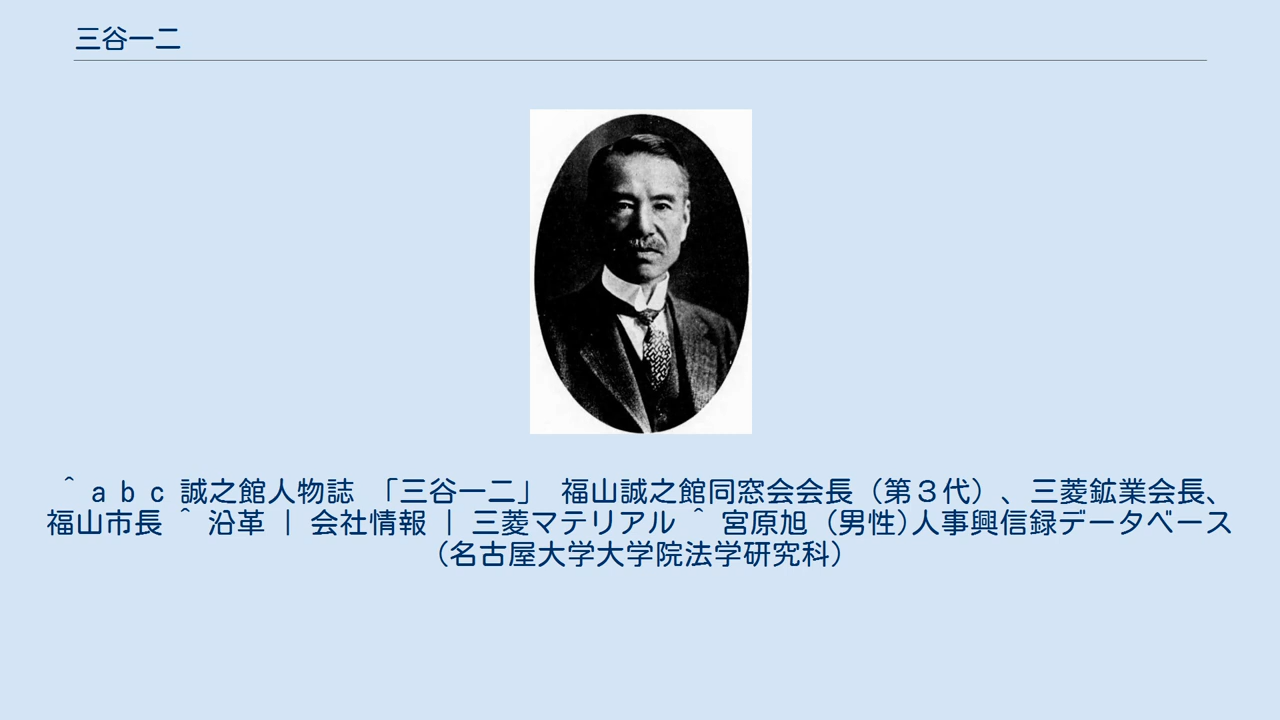 三谷一二
^ a b c 誠之館人物誌 「三谷一二」 福山誠之館同窓会会長（第３代）、三菱鉱業会長、
福山市長 ^ 沿革 | 会社情報 | 三菱マテリアル ^ 宮原旭 (男性)人事興信録データベース
（名古屋大学大学院法学研究科）